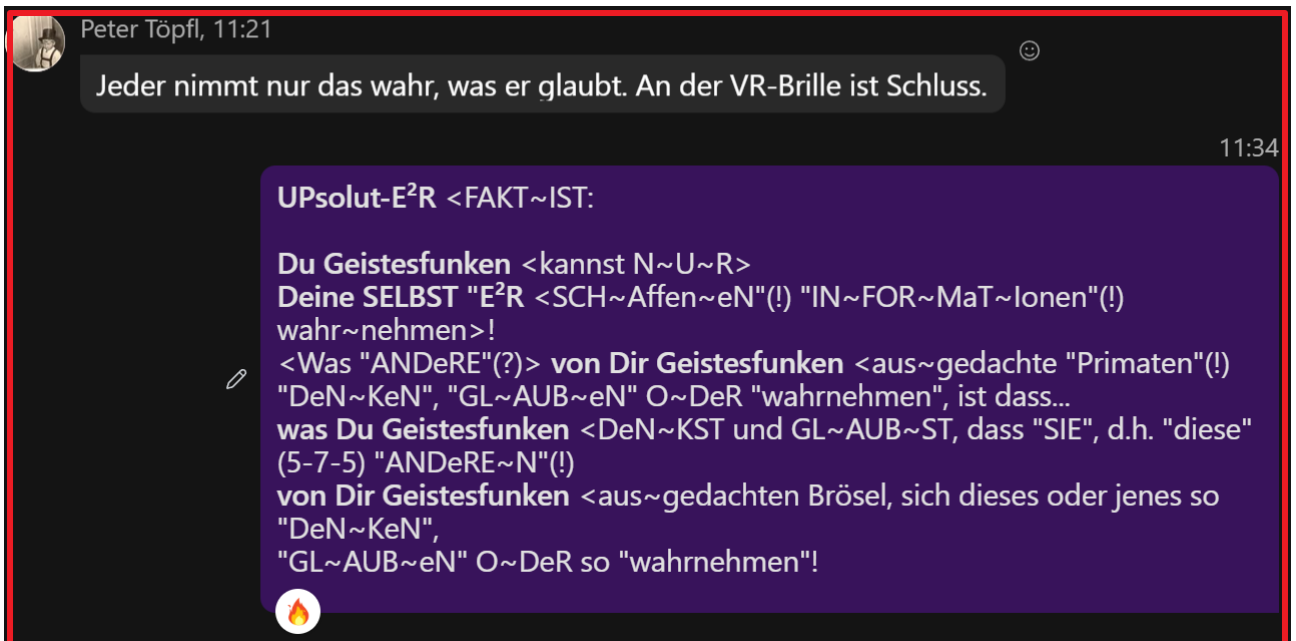 Peter Töpfl, 11:21
Jeder nimmt nur das wahr, was er glaubt. An der VR-Brille ist Schluss.
11:34
UPsolut-E²R <FAKT~IST:
Du Geistesfunken <kannst N~U~R>
Deine SELBST "E²R <SCH~Affen~eN"(!) "IN~FOR~MaT~Ionen"(!)
wahr~nehmen>!
<Was "ANDeRE"(?)> von Dir Geistesfunken <aus~gedachte "Primaten"(!)
"DeN~KeN", "GL~AUB~eN" O~DeR "wahrnehmen", ist dass...
was Du Geistesfunken <DeN~KST und GL~AUB~ST, dass "SIE", d.h. "diese"
(5-7-5) "ANDeRE~N"(!)
von Dir Geistesfunken <aus~gedachten Brösel, sich dieses oder jenes so
"DeN~KeN",
"GL~AUB~eN" O~DeR so "wahrnehmen"!